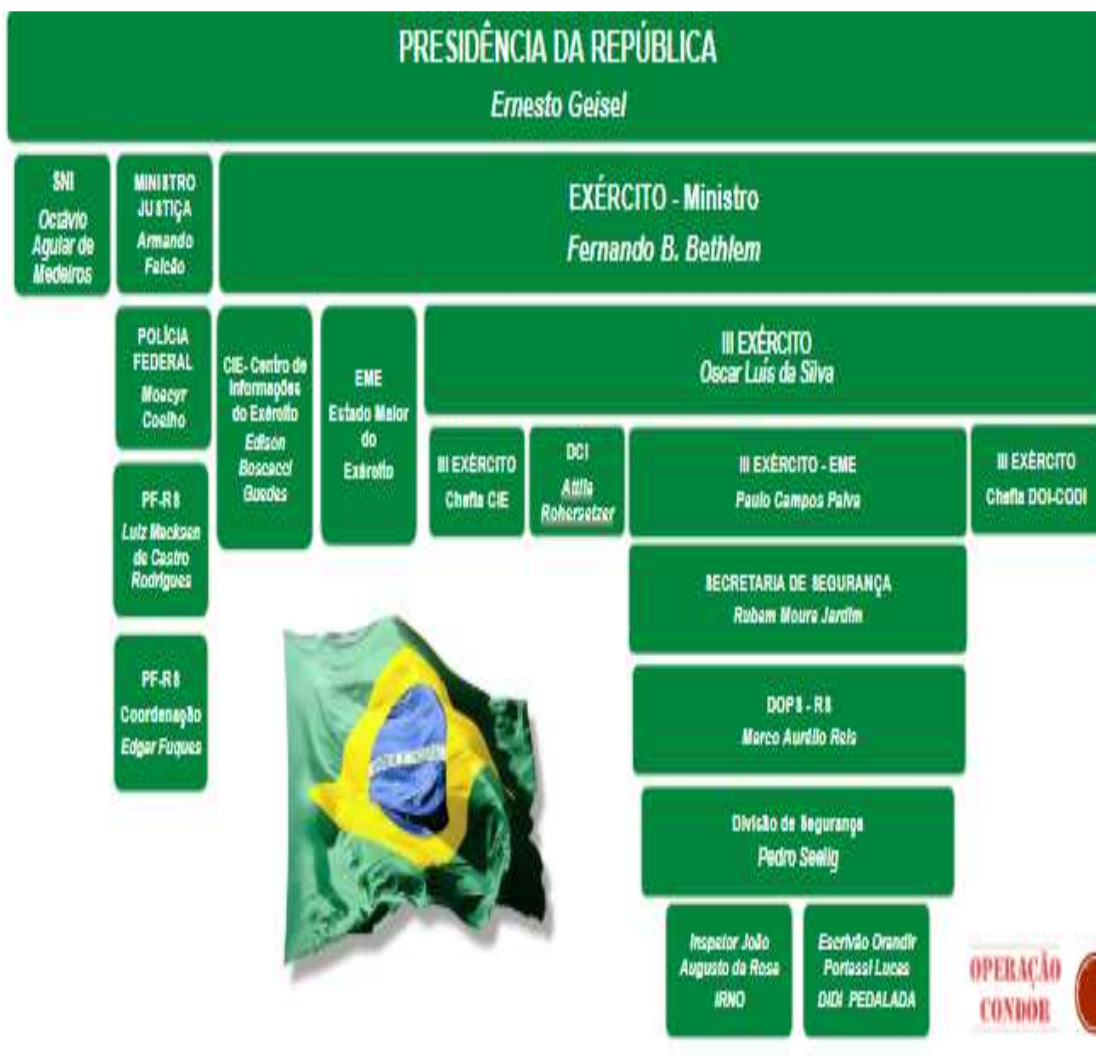 PRESIDÊNCIA DA REPÚBLICA
Ernesto Geisel
SNI
Octávio
Aguiar de
Medeiros
MINISTRO
JUSTIÇA
Armando
Falcão
EXÉRCITO - Ministro
Fernando B. Bethlem
POLÍCIA
FEDERAL
Moacyr
Coelho
CIE- Centro de
Informações
do Exército
Edison
Boscacci
Guedes
EME
Estado Maior
do
Exército
III EXÉRCITO
Oscar Luís da Silva
III EXÉRCITO
Chefia CIE
DCI
Attila
Rohersetzer
III EXÉRCITO - EME
Paulo Campos Paiva
III EXÉRCITO
Chefia DOI-CODI
PF-RS
Luiz Macksen
de Castro
Rodrigues
SECRETARIA DE SEGURANÇA
Rubem Moura Jardim
PF-RS
Coordenação
Edgar Fuques
DOPS - RS
Marco Aurélio Reis
Divisão de Segurança
Pedro Seelig
Inspetor João
Augusto da Rosa
IRNO
Escrivão Orandir
Portassi Lucas
DIDI PEDALADA
OPERAÇÃO
CONDOR